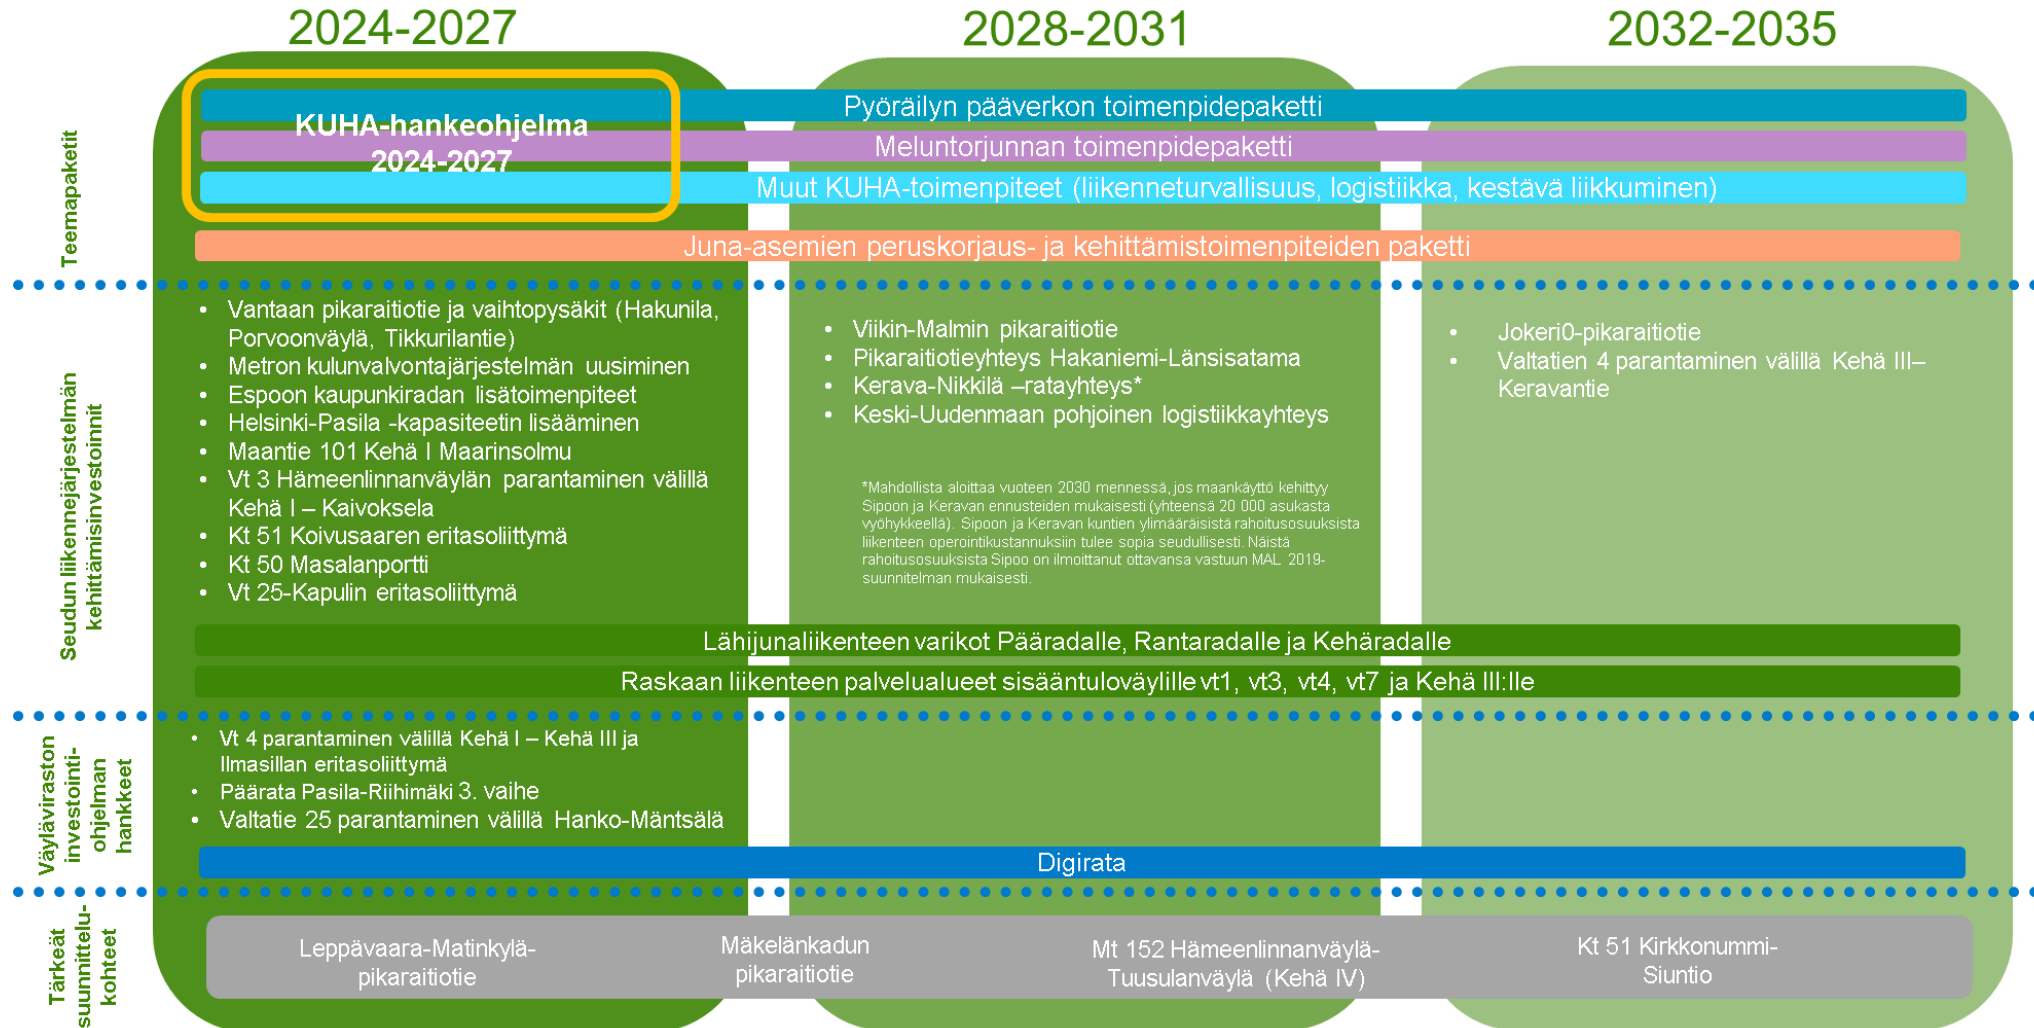 2024-2027
2028-2031
2032-2035
Teemapaketit
KUHA-hankeohjelma
2024-2027
Pyöräilyn pääverkon toimenpidepaketti
Meluntorjunnan toimenpidepaketti
Muut KUHA-toimenpiteet (liikenneturvallisuus, logistiikka, kestävä liikkuminen)
Juna-asemien peruskorjaus- ja kehittämistoimenpiteiden paketti
Seudun liikennejärjestelmän
kehittämisinvestoinnit
• Vantaan pikaraitiotie ja vaihtopysäkit (Hakunila,
Porvoonväylä, Tikkurilantie)
• Metron kulunvalvontajärjestelmän uusiminen
• Espoon kaupunkiradan lisätoimenpiteet
• Helsinki-Pasila -kapasiteetin lisääminen
• Maantie 101 Kehä I Maarinsolmu
• Vt 3 Hämeenlinnanväylän parantaminen välillä
Kehä I – Kaivoksela
• Kt 51 Koivusaaren eritasoliittymä
• Kt 50 Masalanportti
• Vt 25-Kapulin eritasoliittymä
• Viikin-Malmin pikaraitiotie
• Pikaraitiotieyhteys Hakaniemi-Länsisatama
• Kerava-Nikkilä –ratayhteys*
• Keski-Uudenmaan pohjoinen logistiikkayhteys
*Mahdollista aloittaa vuoteen 2030 mennessä, jos maankäyttö kehittyy
Sipoon ja Keravan ennusteiden mukaisesti (yhteensä 20 000 asukasta
vyöhykkeellä). Sipoon ja Keravan kuntien ylimääräisistä rahoitusosuuksista
liikenteen operointikustannuksiin tulee sopia seudullisesti. Näistä
rahoitusosuuksista Sipoo on ilmoittanut ottavansa vastuun MAL 2019-
suunnitelman mukaisesti.
• Jokeri0-pikaraitiotie
• Valtatien 4 parantaminen välillä Kehä III–
Keravantie
Lähijunaliikenteen varikot Pääradalle, Rantaradalle ja Kehäradalle
Raskaan liikenteen palvelualueet sisääntuloväylille vt1, vt3, vt4, vt7 ja Kehä III:lle
Väyläviraston
investointi-
ohjelman
hankkeet
• Vt 4 parantaminen välillä Kehä I – Kehä III ja
Ilmasillan eritasoliittymä
• Päärata Pasila-Riihimäki 3. vaihe
• Valtatie 25 parantaminen välillä Hanko-Mäntsälä
Digirata
Tärkeät
suunnittelu-
kohteet
Leppävaara-Matinkylä-
pikaraitiotie
Mäkelänkadun
pikaraitiotie
Mt 152 Hämeenlinnanväylä-
Tuusulanväylä (Kehä IV)
Kt 51 Kirkkonummi-
Siuntio